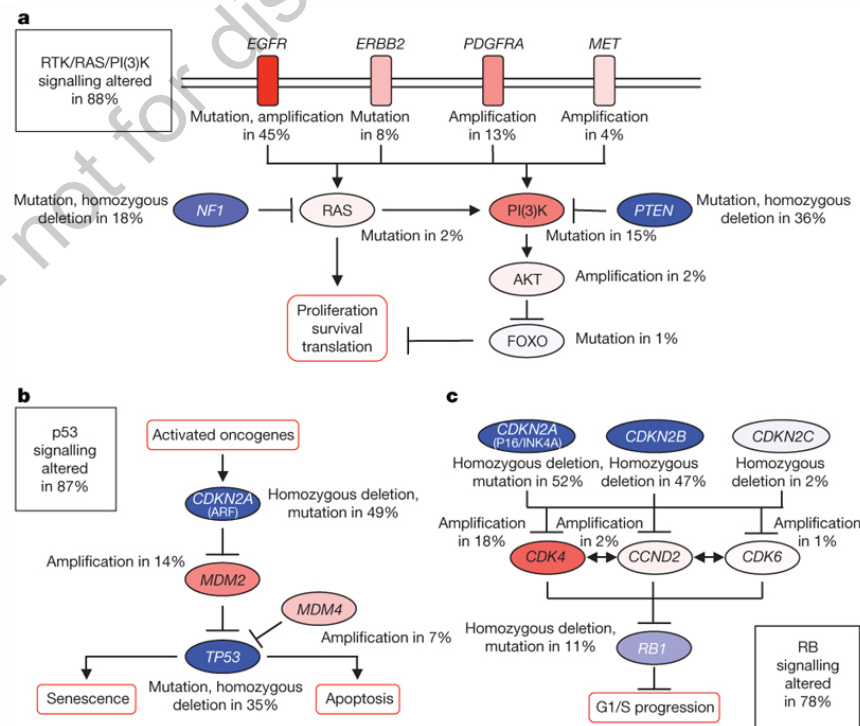 not for dis
a
RTK/RAS/PI(3)K
signalling altered
in 88%
EGFR
ERBB2
PDGFRA
MET
Mutation, amplification
in 45%
Mutation
in 8%
Amplification
in 13%
Amplification
in 4%
Mutation, homozygous
deletion in 18%
NF1
RAS
PI(3)K
PTEN
Mutation, homozygous
deletion in 36%
Mutation in 2%
Mutation in 15%
AKT
Amplification in 2%
Proliferation
survival
translation
FOXO
Mutation in 1%
b
p53
signalling
altered
in 87%
Activated oncogenes
CDKN2A
(ARF)
Homozygous deletion,
mutation in 49%
Amplification in 14%
MDM2
MDM4
Amplification in 7%
TP53
Senescence
Mutation, homozygous
deletion in 35%
Apoptosis
c
CDKN2A
(P16/INK4A)
CDKN2B
CDKN2C
Homozygous deletion,
mutation in 52%
Homozygous
deletion in 47%
Homozygous
deletion in 2%
Amplification
in 18%
Amplification
in 2%
Amplification
in 1%
CDK4
CCND2
CDK6
Homozygous deletion,
mutation in 11%
RB1
G1/S progression
RB
signalling
altered
in 78%